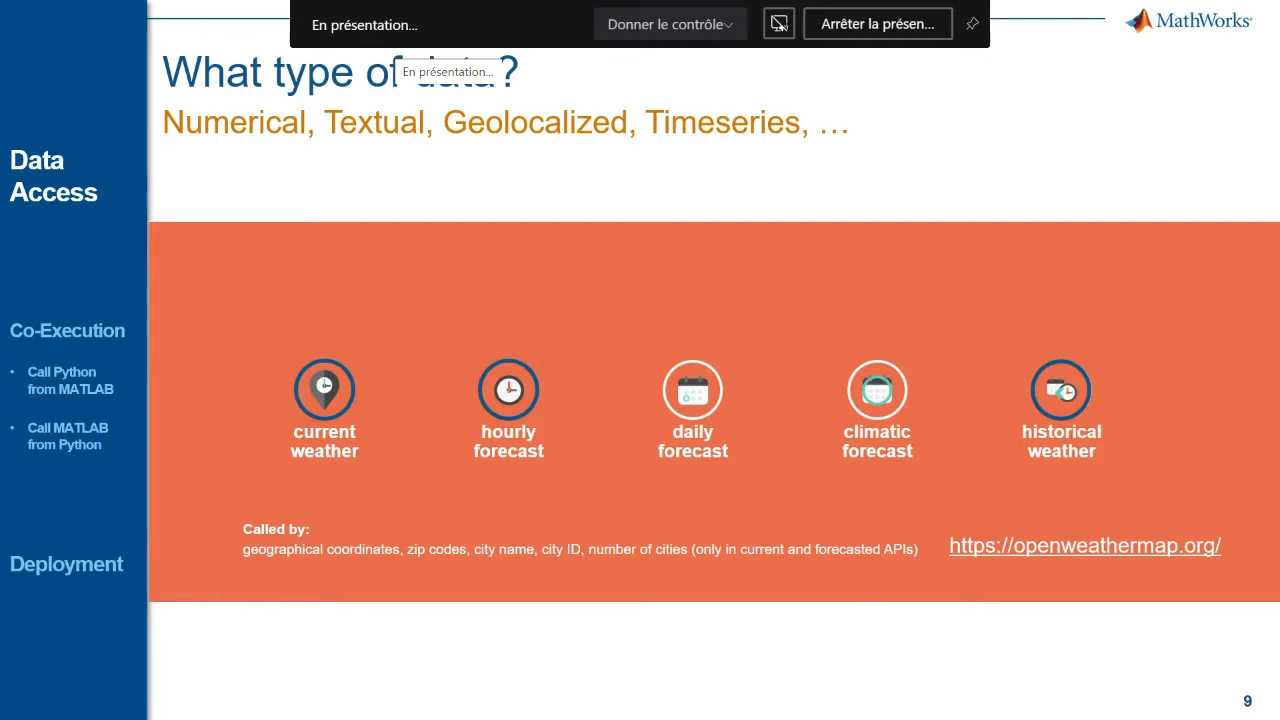 En présentation...
Donner le contrôle
Arrêter la présen...
MathWorks
What type of data?
En présentation...
Numerical, Textual, Geolocalized, Timeseries, …
Data
Access
Co-Execution
• Call Python
from MATLAB
• Call MATLAB
from Python
Deployment
current
weather
hourly
forecast
daily
forecast
climatic
forecast
historical
weather
Called by:
geographical coordinates, zip codes, city name, city ID, number of cities (only in current and forecasted APIs)
https://openweathermap.org/
9